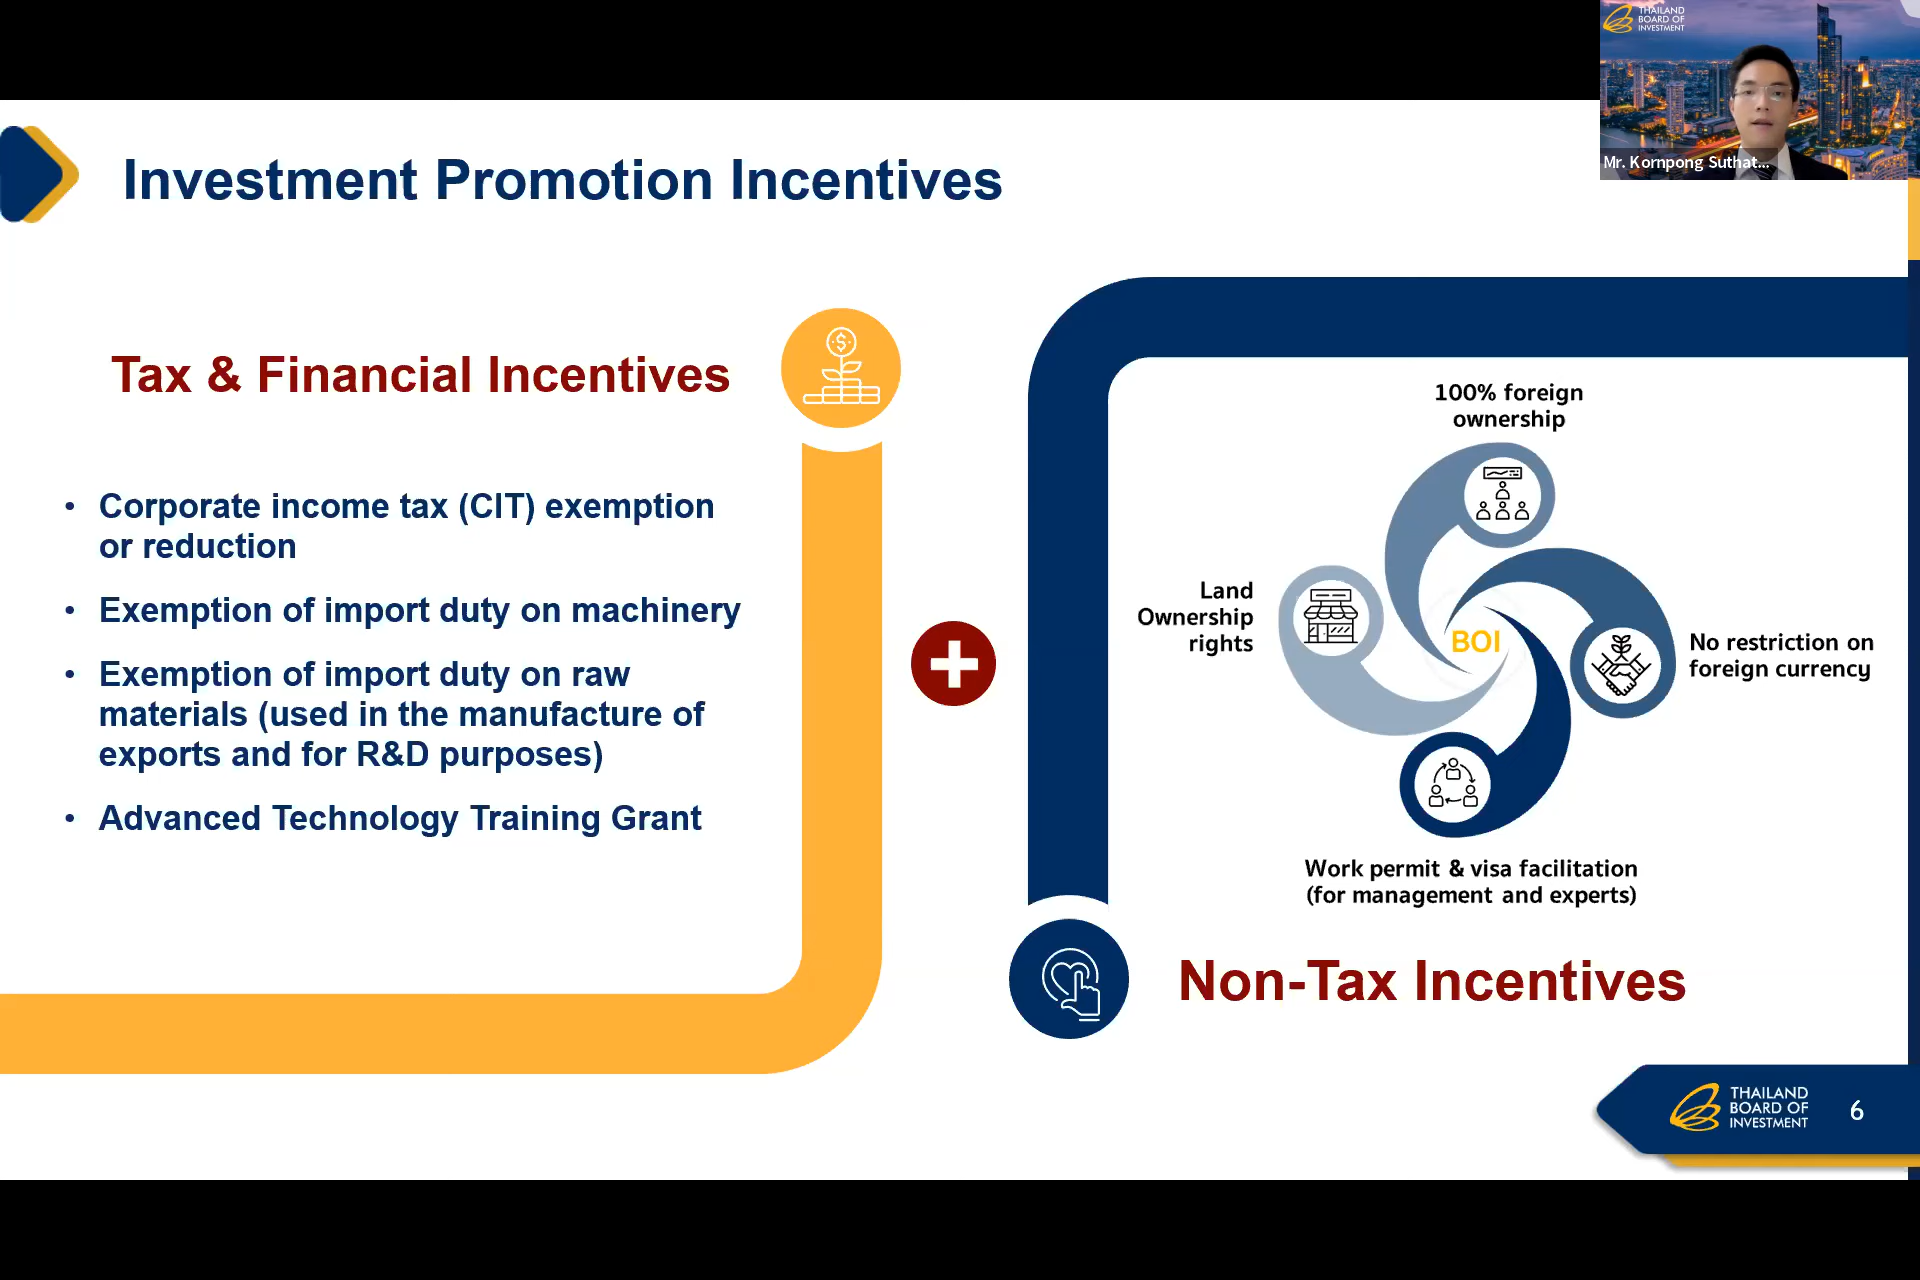 THAILAND
BOARD OF
INVESTMENT
Mr. Kornpong Suthat...
Investment Promotion Incentives
Tax & Financial Incentives
• Corporate income tax (CIT) exemption
or reduction
• Exemption of import duty on machinery
• Exemption of import duty on raw
materials (used in the manufacture of
exports and for R&D purposes)
• Advanced Technology Training Grant
100% foreign
ownership
Land
Ownership
rights
BOI
No restriction on
foreign currency
Work permit & visa facilitation
(for management and experts)
Non-Tax Incentives
THAILAND
BOARD OF
INVESTMENT
6